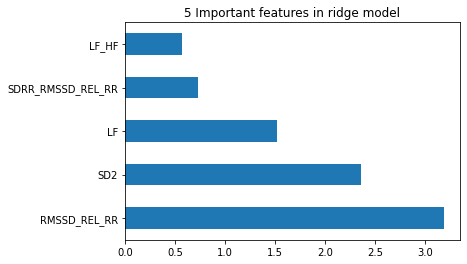 5 Important features in ridge model
LF_HF
SDRR_RMSSD_REL_RR
LF
SD2
RMSSD_REL_RR
0.0 0.5 1.0 1.5 2.0 2.5 3.0